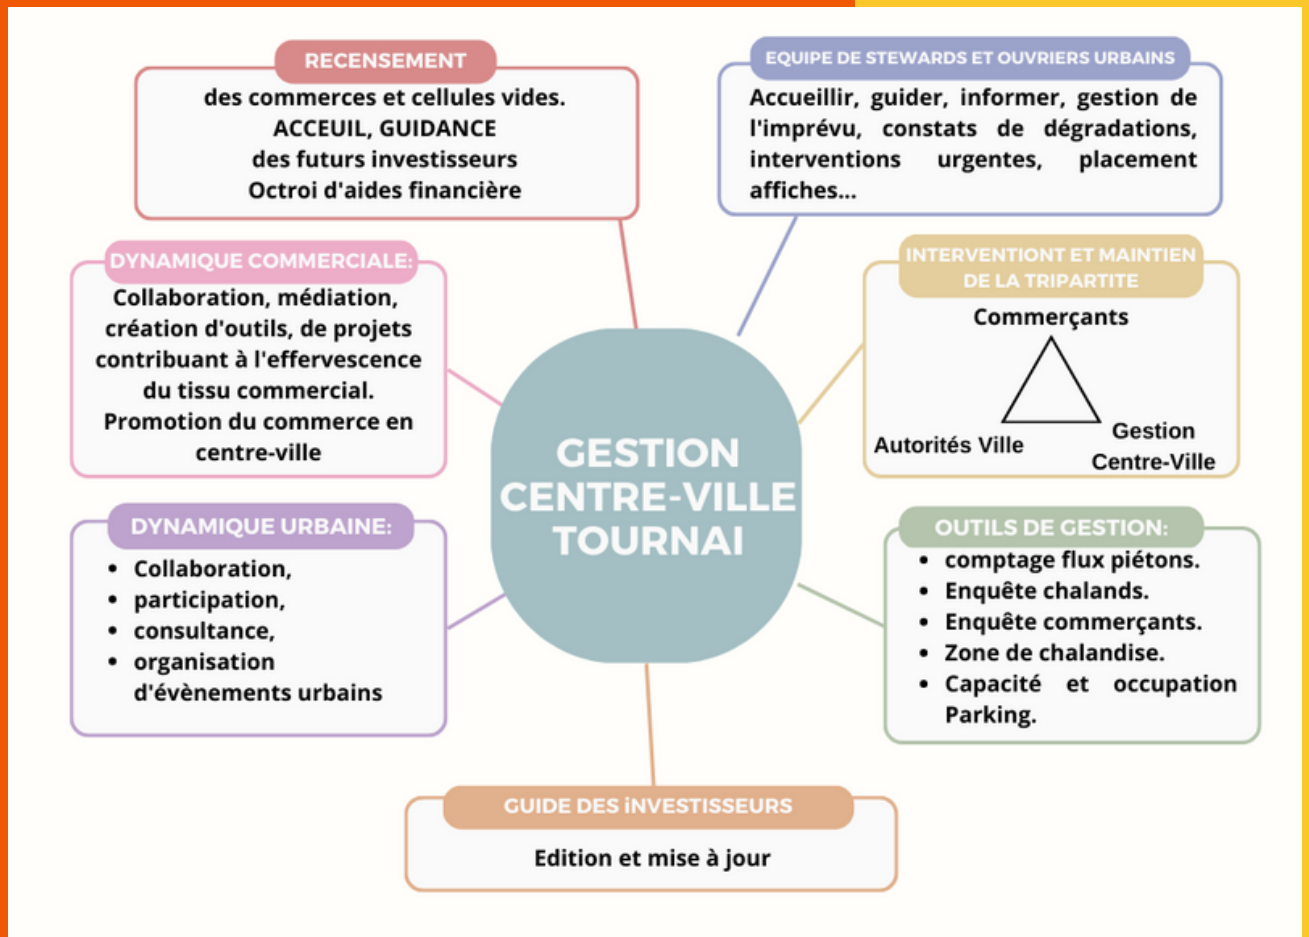 RECENSEMENT
des commerces et cellules vides.
ACCEUIL, GUIDANCE
des futurs investisseurs
Octroi d'aides financière
EQUIPE DE STEWARDS ET OUVRIERS URBAINS
Accueillir, guider, informer, gestion de
l'imprévu, constats de dégradations,
interventions urgentes, placement
affiches...
DYNAMIQUE COMMERCIALE:
Collaboration, médiation,
création d'outils, de projets
contribuant à l'effervescence
du tissu commercial.
Promotion du commerce en
centre-ville
INTERVENTIONT ET MAINTIEN
DE LA TRIPARTITE
Commerçants
Autorités Ville
Gestion
Centre-Ville
GESTION
CENTRE-VILLE
TOURNAI
DYNAMIQUE URBAINE:
• Collaboration,
• participation,
• consultance,
• organisation
d'évènements urbains
OUTILS DE GESTION:
• comptage flux piétons.
• Enquête chalands.
• Enquête commerçants.
• Zone de chalandise.
• Capacité et occupation
Parking.
GUIDE DES iNVESTISSEURS
Edition et mise à jour